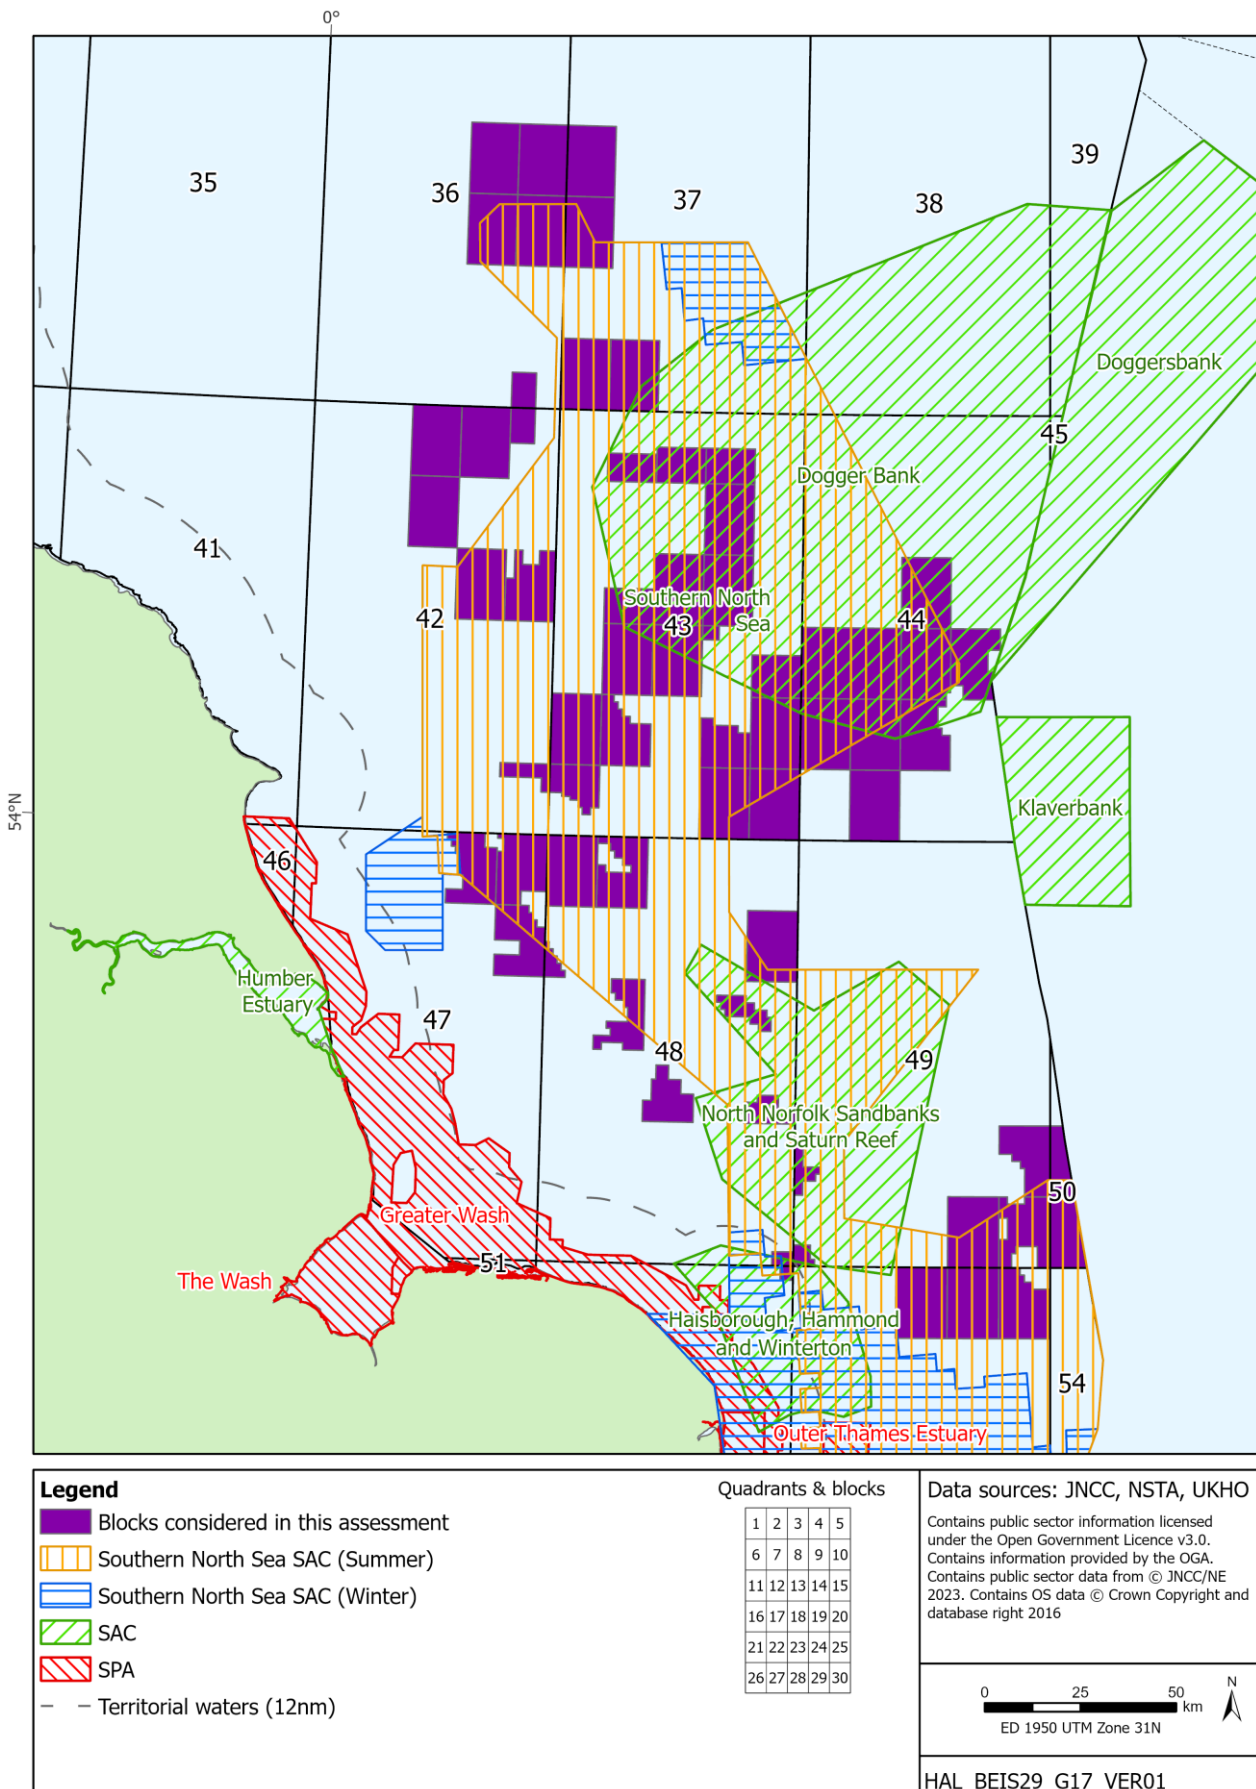 0°
35
36
37
38
39
Doggersbank
45
Dogger Bank
41
42
Southern North
Sea
43
44
54°N
Klaverbank
46
Humber
Estuary
47
48
49
North Norfolk Sandbanks
and Saturn Reef
50
Greater Wash
51
The Wash
Haisborough, Hammond
and Winterton
54
Outer Thames Estuary
Legend
Blocks considered in this assessment
Southern North Sea SAC (Summer)
Southern North Sea SAC (Winter)
SAC
SPA
Territorial waters (12nm)
Quadrants & blocks
1 2 3 4 5
6 7 8 9 10
11 12 13 14 15
16 17 18 19 20
21 22 23 24 25
26 27 28 29 30
Data sources: JNCC, NSTA, UKHO
Contains public sector information licensed
under the Open Government Licence v3.0.
Contains information provided by the OGA.
Contains public sector data from © JNCC/NE
2023. Contains OS data © Crown Copyright and
database right 2016
0 25 50
km
N
ED 1950 UTM Zone 31N
HAL_BEIS29_G17_VER01